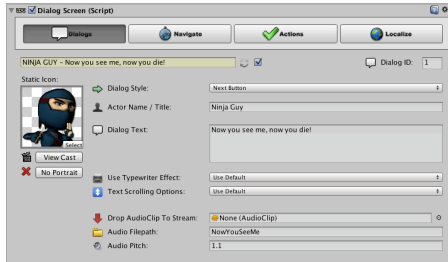 Dialog Screen (Script)
Dialogs Navigate Actions Localize
NINJA GUY – Now you see me, now you die! Dialog ID: 1
Static Icon:
Dialog Style: Next Button
Actor Name / Title: Ninja Guy
Dialog Text: Now you see me, now you die!
Select
View Cast
No Portrait
Use Typewriter Effect: Use Default
Text Scrolling Options: Use Default
Drop AudioClip To Stream: None (AudioClip)
Audio Filepath: NowYouSeeMe
Audio Pitch: 1.1